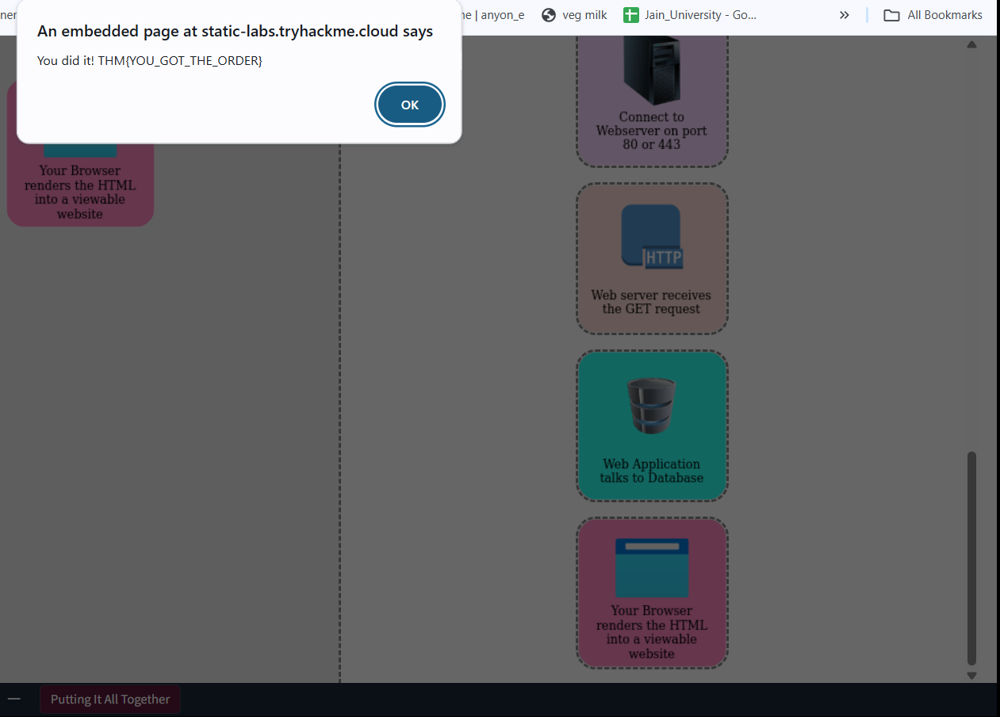 ner
ne | anyon_e
veg milk
Jain_University - Go...
»
All Bookmarks
An embedded page at static-labs.tryhackme.cloud says
You did it! THM{YOU_GOT_THE_ORDER}
OK
Your Browser
renders the HTML
into a viewable
website
Connect to
Webserver on port
80 or 443
HTTP
Web server receives
the GET request
Web Application
talks to Database
Your Browser
renders the HTML
into a viewable
website
Putting It All Together